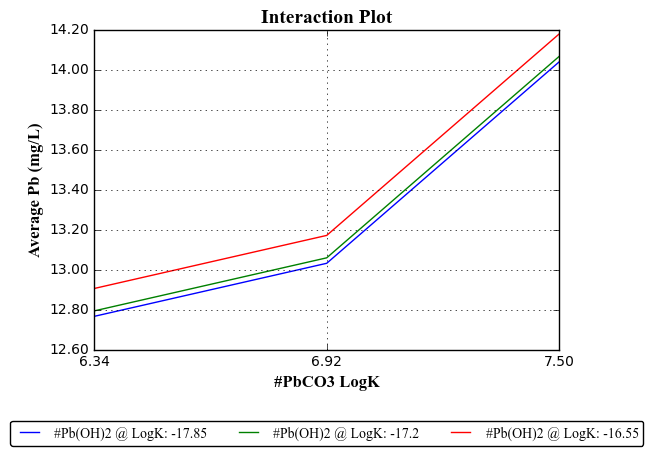 Interaction Plot
14.20
14.00
13.80
13.60
13.40
13.20
13.00
12.80
12.60
Average Pb (mg/L)
6.34 6.92 7.50
#PbCO3 LogK
#Pb(OH)2 @ LogK: -17.85 #Pb(OH)2 @ LogK: -17.2 #Pb(OH)2 @ LogK: -16.55